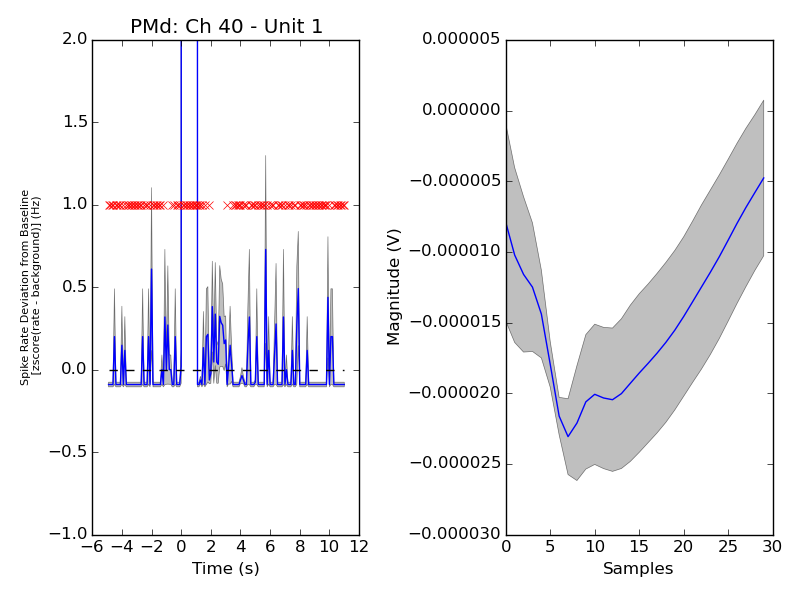 PMd: Ch 40 - Unit 1
2.0
1.5
1.0
0.5
0.0
−0.5
−1.0
−6 −4 −2 0 2 4 6 8 10 12
Time (s)
Spike Rate Deviation from Baseline
[zscore(rate - background)] (Hz)
0.000005
0.000000
−0.000005
−0.000010
−0.000015
−0.000020
−0.000025
−0.000030
0 5 10 15 20 25 30
Samples
Magnitude (V)